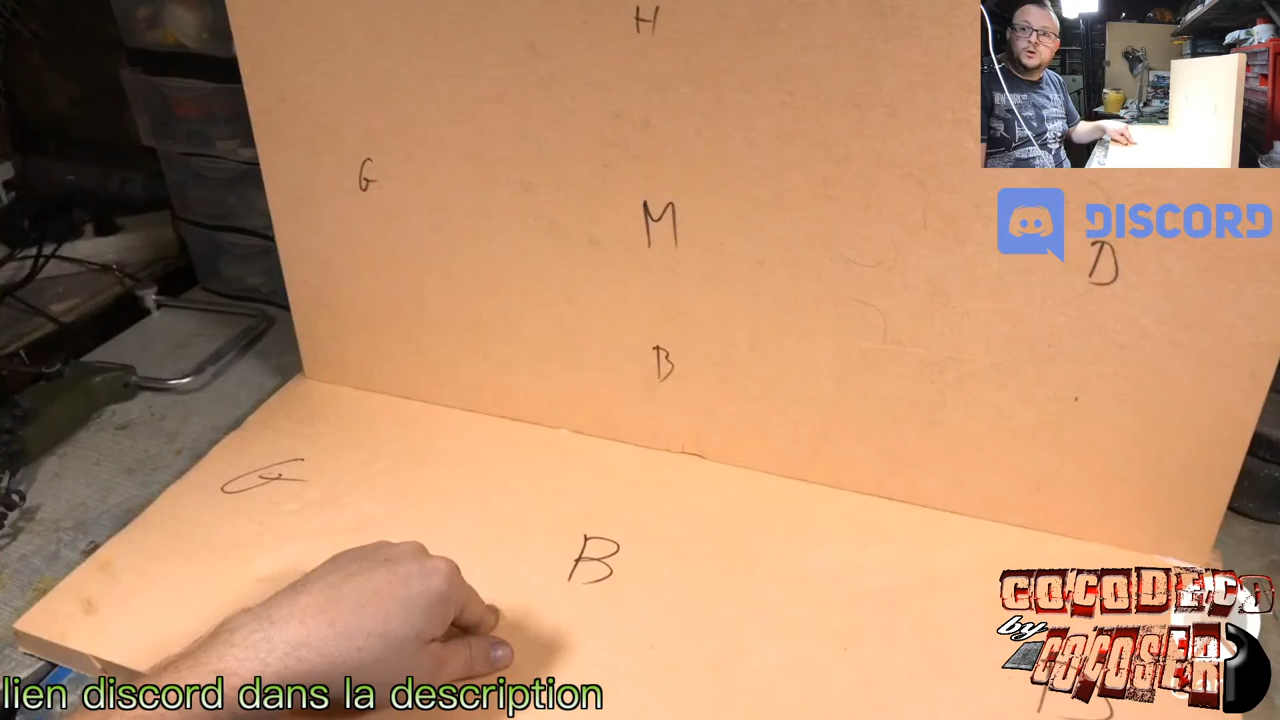 H
G
M
DISCORD
D
B
G
B
COCODECO
by
COCOSER
lien discord dans la description